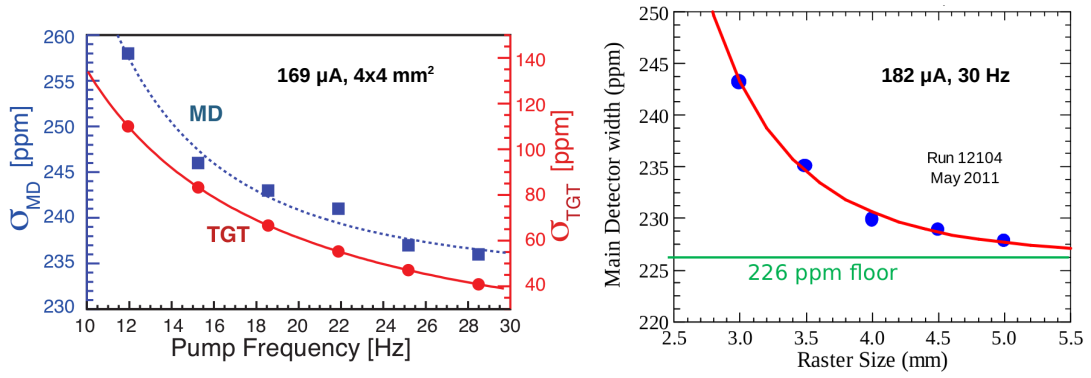 260
255
250
245
240
235
230
σMD [ppm]
169 µA, 4x4 mm²
MD
TGT
140
120
100
80
60
40
σTGT [ppm]
10 12 14 16 18 20 22 24 26 28 30
Pump Frequency [Hz]
250
245
240
235
230
225
220
Main Detector width (ppm)
182 µA, 30 Hz
Run 12104
May 2011
226 ppm floor
2.5 3.0 3.5 4.0 4.5 5.0 5.5
Raster Size (mm)